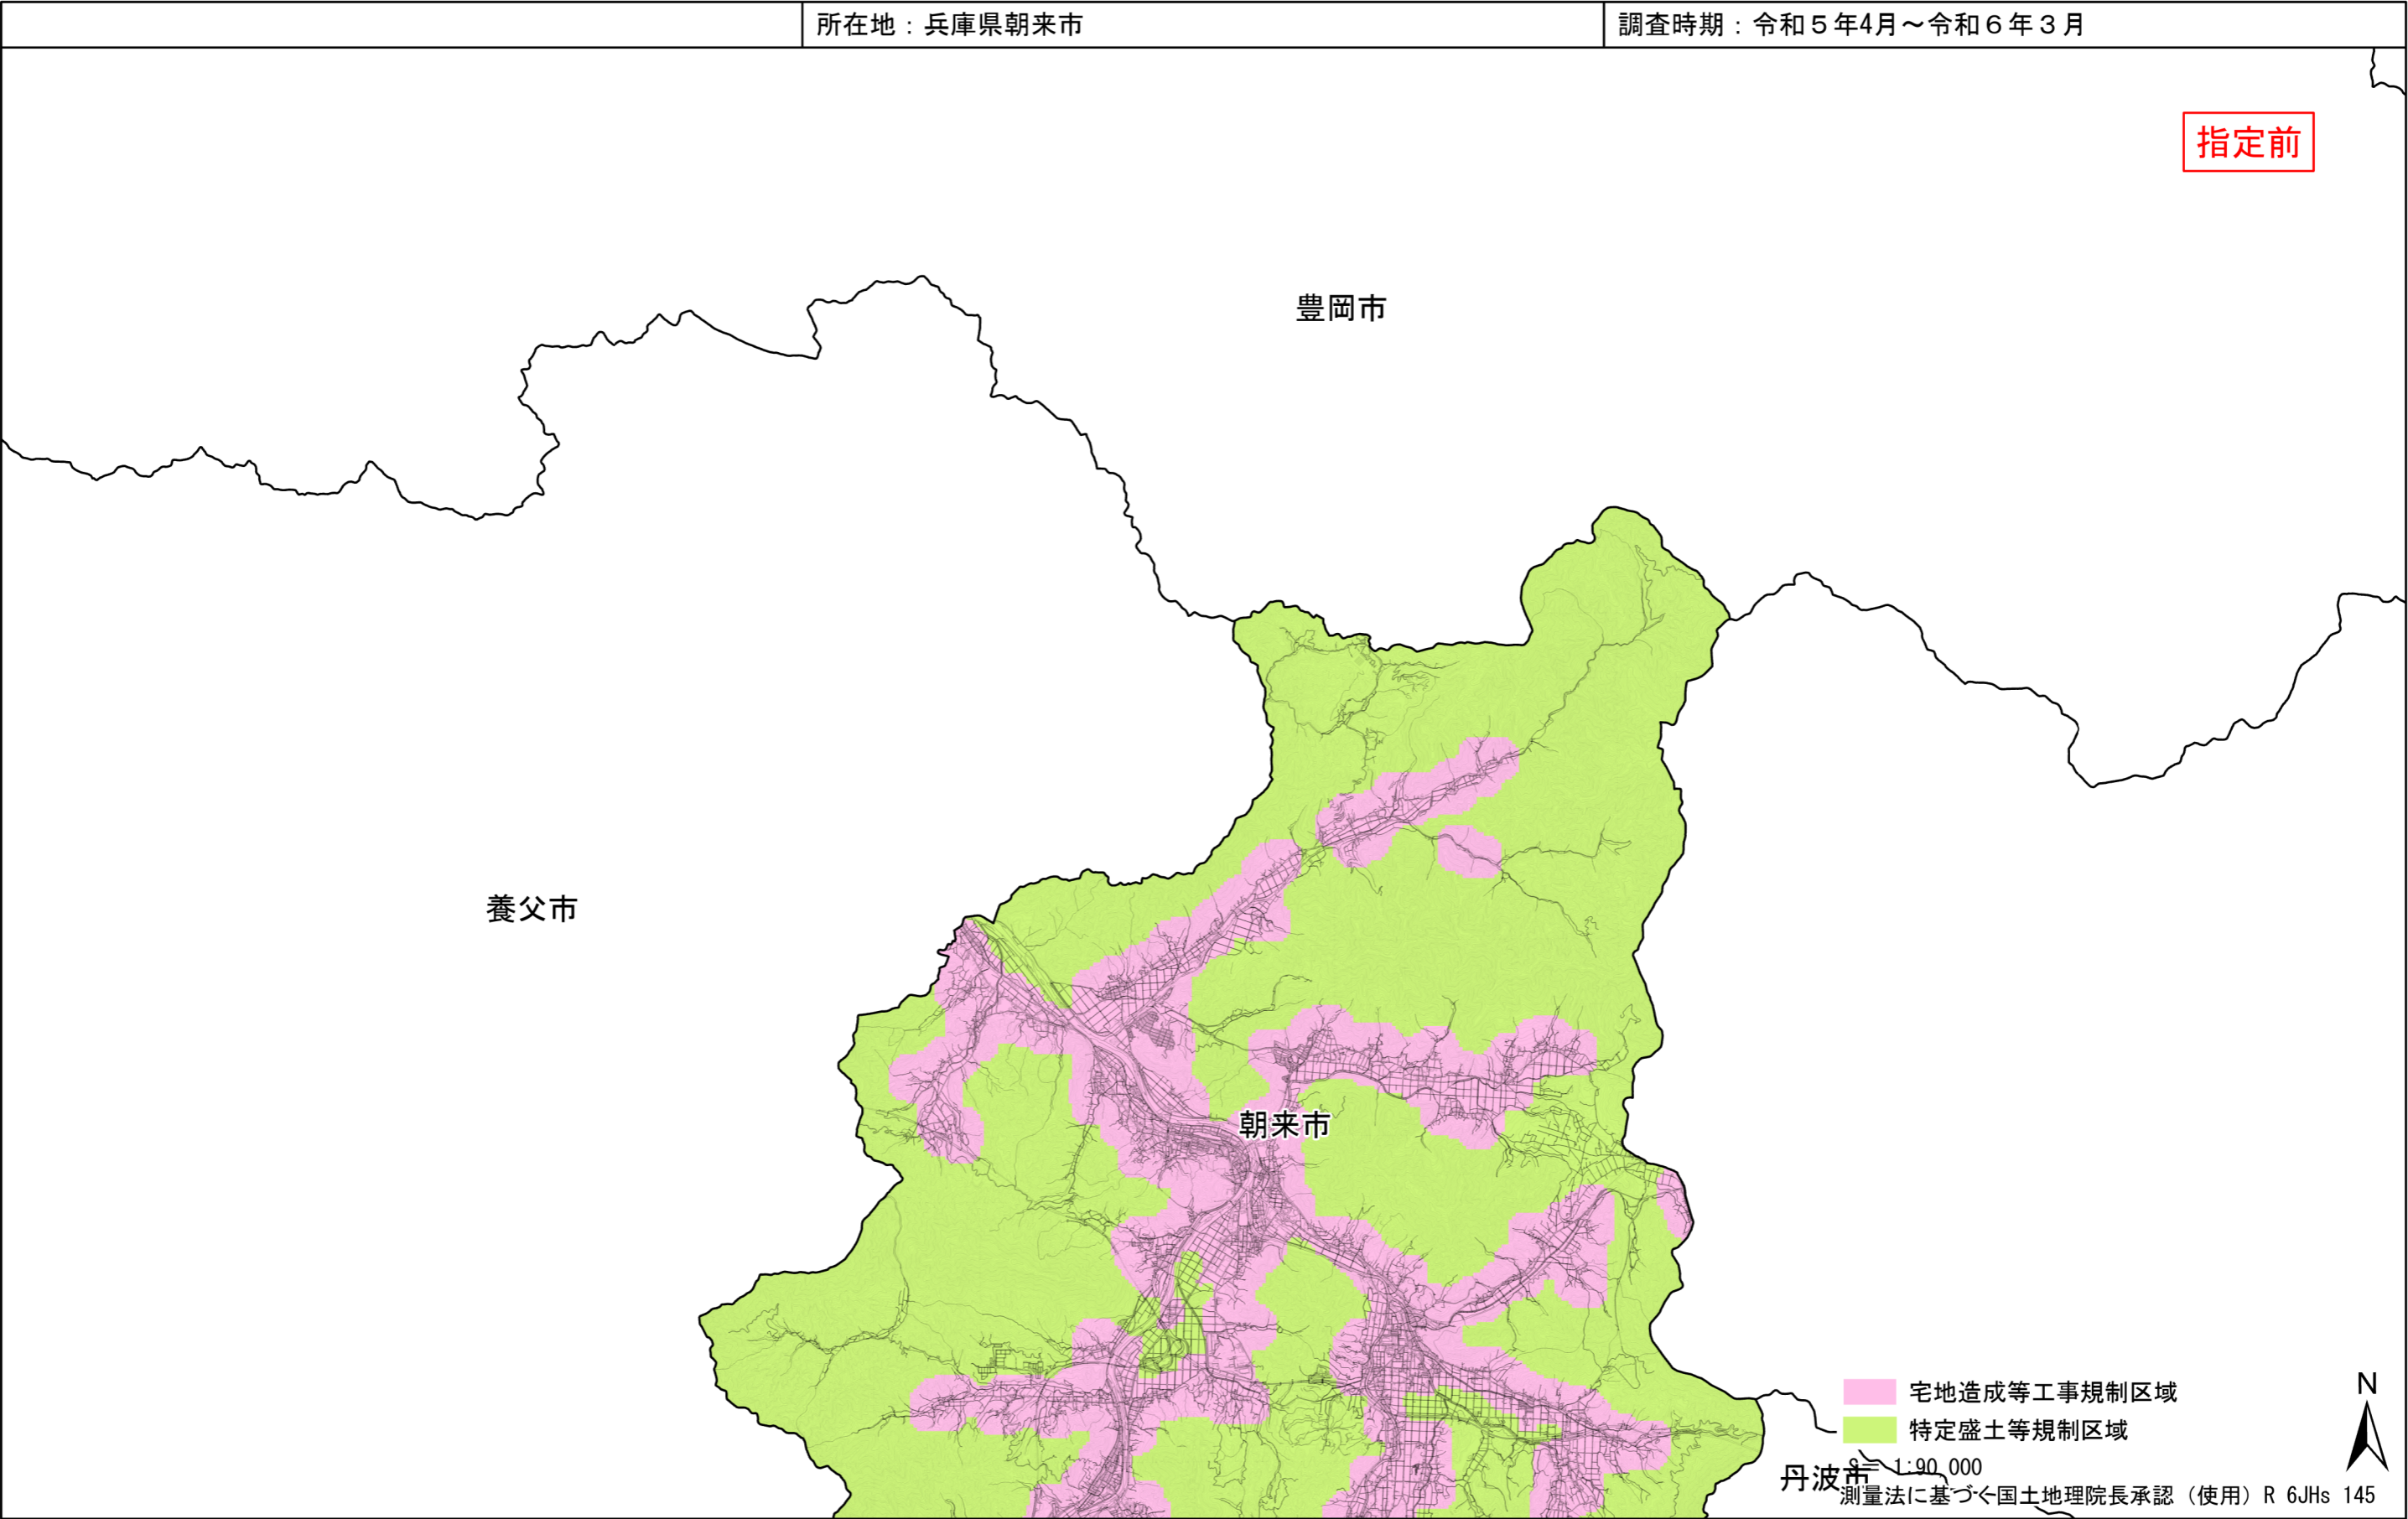 所在地：兵庫県朝来市
調査時期：令和５年4月～令和６年３月
指定前
豊岡市
養父市
朝来市
宅地造成等工事規制区域
特定盛土等規制区域
N
S= 1:90,000
丹波市
測量法に基づく国土地理院長承認（使用）R 6JHs 145